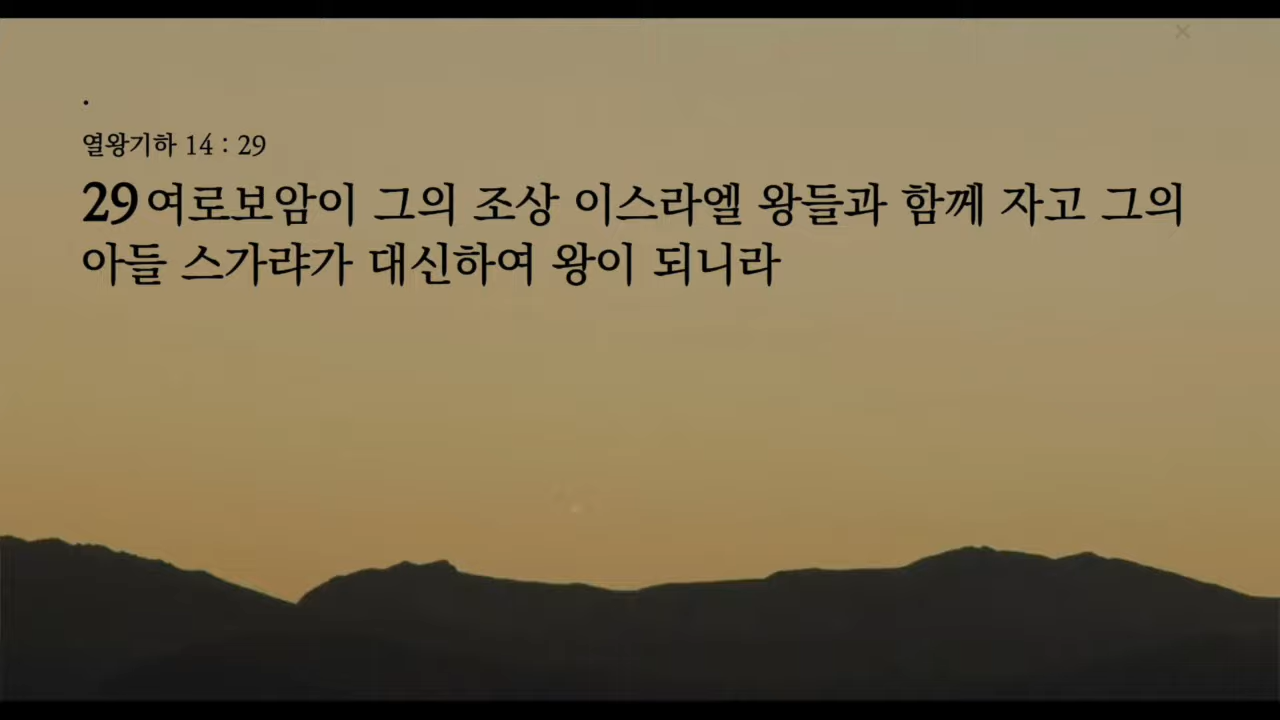 .
열왕기하 14 : 29
29 여로보암이 그의 조상 이스라엘 왕들과 함께 자고 그의
아들 스가랴가 대신하여 왕이 되니라